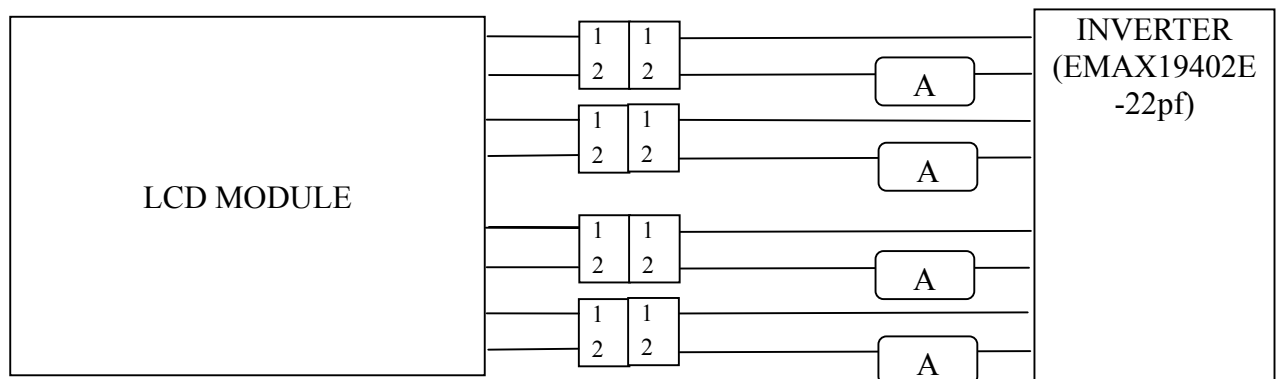 LCD MODULE
1 1
2 2
1 1
2 2
1 1
2 2
1 1
2 2
A
A
A
A
INVERTER
(EMAX19402E
-22pf)